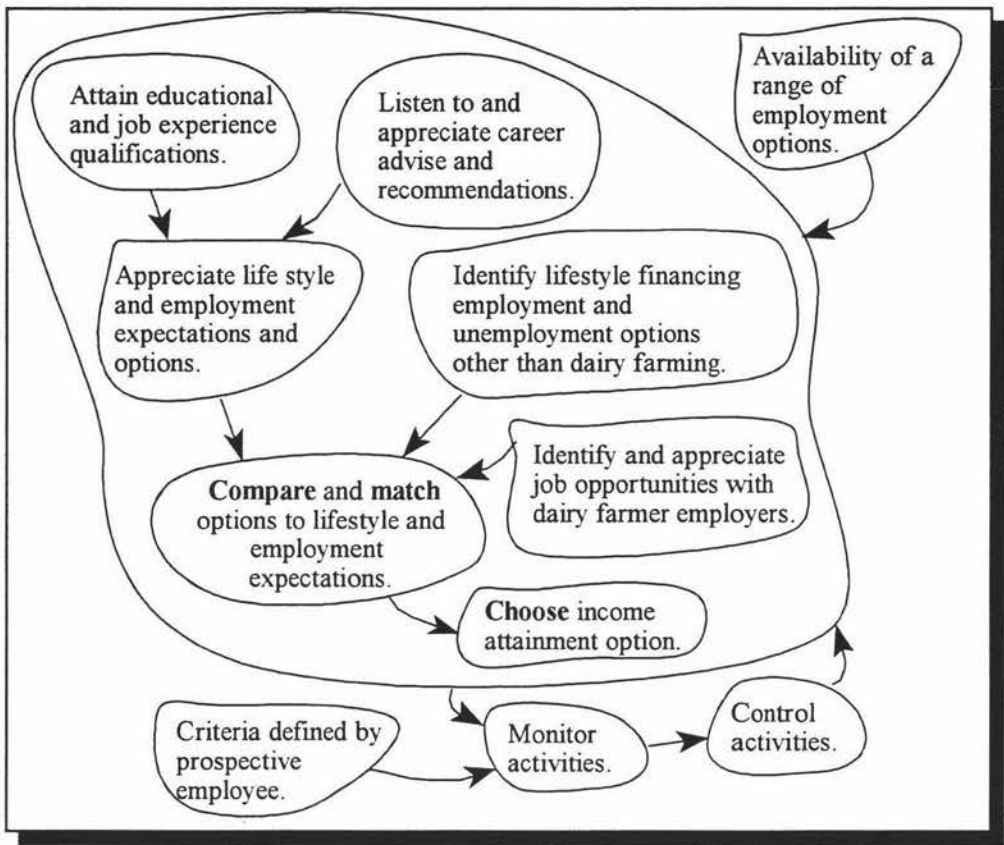 Attain educational
and job experience
qualifications.
Listen to and
appreciate career
advise and
recommendations.
Availability of a
range of
employment
options.
Appreciate life style
and employment
expectations and
options.
Identify lifestyle financing
employment and
unemployment options
other than dairy farming.
Identify and appreciate
job opportunities with
dairy farmer employers.
Compare and match
options to lifestyle and
employment
expectations.
Choose income
attainment option.
Criteria defined by
prospective
employee.
Monitor
activities.
Control
activities.